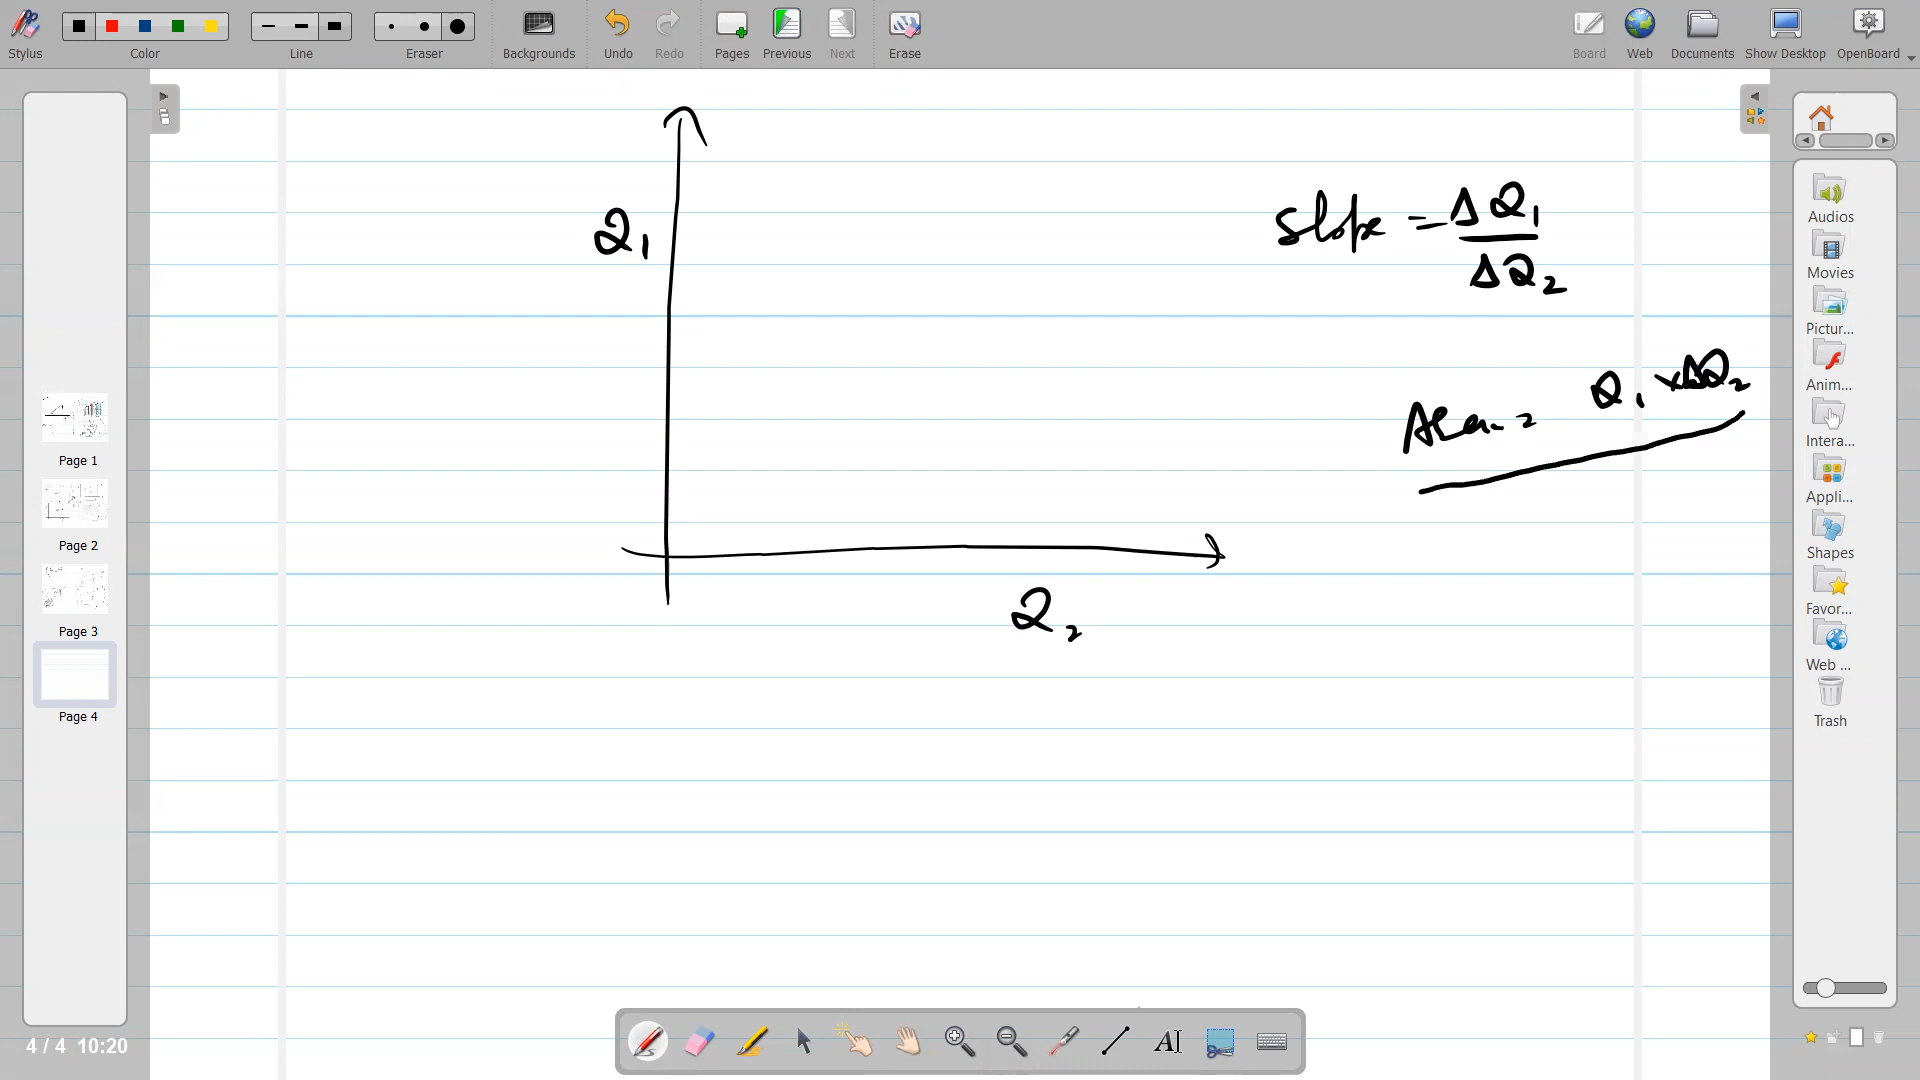 Stylus
Color
Line
Eraser
Backgrounds
Undo
Redo
Pages
Previous
Next
Erase
Board
Web
Documents
Show Desktop
OpenBoard
Q₁
Slope = ΔQ₁
ΔQ₂
Area = Q₁ × ΔQ₂
Q₂
Page 1
Page 2
Page 3
Page 4
4 / 4 10:20
Audios
Movies
Pictur...
Anim...
Intera...
Appli...
Shapes
Favor...
Web ...
Trash